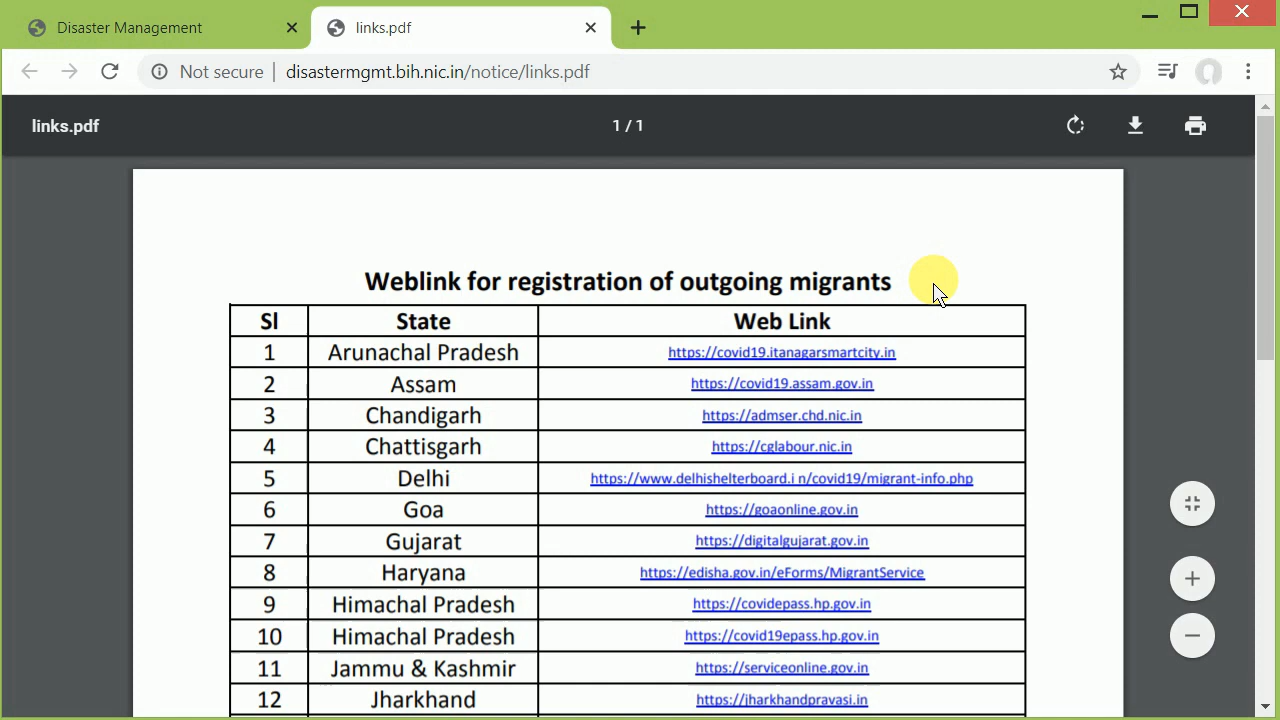 Disaster Management
links.pdf
Not secure disastermgmt.bih.nic.in/notice/links.pdf
links.pdf 1 / 1
Weblink for registration of outgoing migrants
Sl State Web Link
1 Arunachal Pradesh https://covid19.itanagarsmartcity.in
2 Assam https://covid19.assam.gov.in
3 Chandigarh https://admser.chd.nic.in
4 Chattisgarh https://cglabour.nic.in
5 Delhi https://www.delhishelterboard.i n/covid19/migrant-info.php
6 Goa https://goaonline.gov.in
7 Gujarat https://digitalgujarat.gov.in
8 Haryana https://edisha.gov.in/eForms/MigrantService
9 Himachal Pradesh https://covidepass.hp.gov.in
10 Himachal Pradesh https://covid19epass.hp.gov.in
11 Jammu & Kashmir https://serviceonline.gov.in
12 Jharkhand https://jharkhandpravasi.in